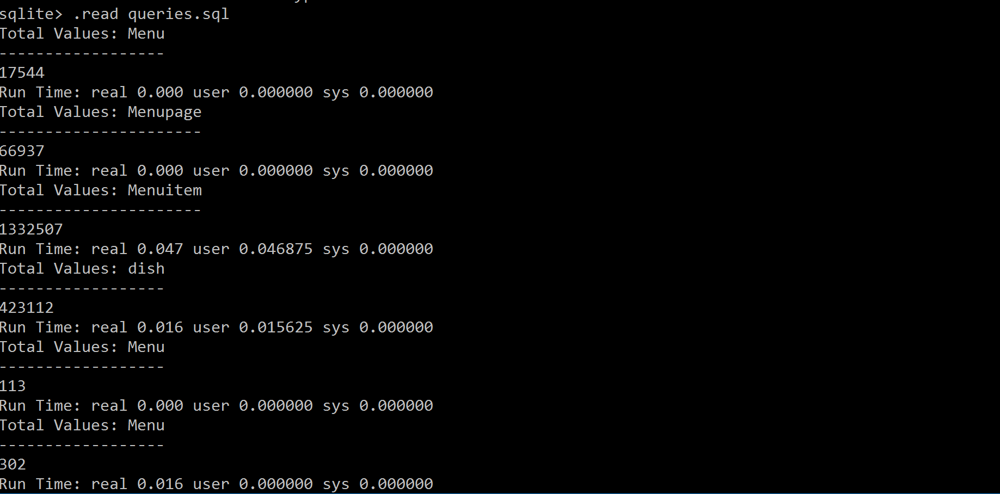 sqlite> .read queries.sql
Total Values: Menu
------------------
17544
Run Time: real 0.000 user 0.000000 sys 0.000000
Total Values: Menupage
----------------------
66937
Run Time: real 0.000 user 0.000000 sys 0.000000
Total Values: Menuitem
----------------------
1332507
Run Time: real 0.047 user 0.046875 sys 0.000000
Total Values: dish
------------------
423112
Run Time: real 0.016 user 0.015625 sys 0.000000
Total Values: Menu
------------------
113
Run Time: real 0.000 user 0.000000 sys 0.000000
Total Values: Menu
------------------
302
Run Time: real 0.016 user 0.000000 sys 0.000000